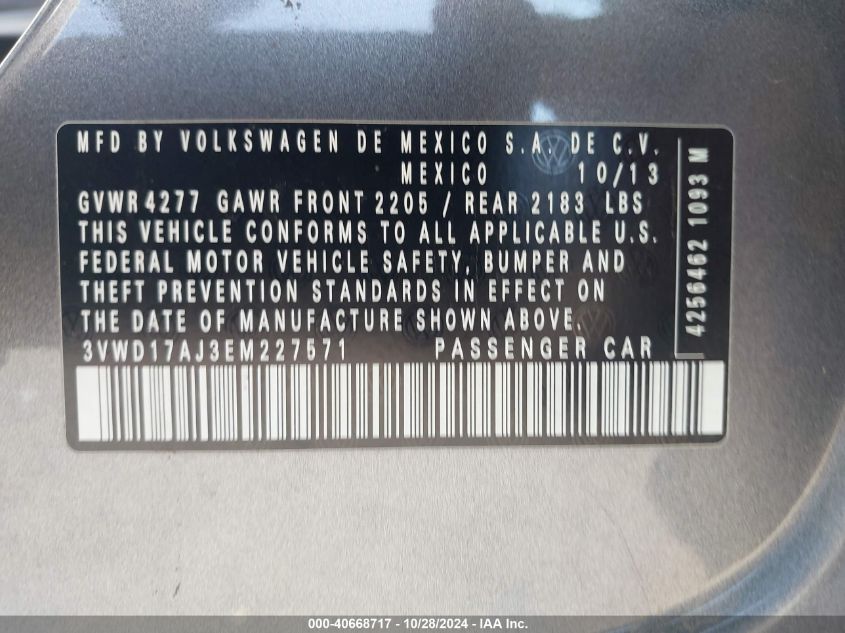 MFD BY VOLKSWAGEN DE MEXICO S.A. DE C.V.
MEXICO 10/13
GVWR 4277 GAWR FRONT 2205 / REAR 2183 LBS
THIS VEHICLE CONFORMS TO ALL APPLICABLE U.S.
FEDERAL MOTOR VEHICLE SAFETY, BUMPER AND
THEFT PREVENTION STANDARDS IN EFFECT ON
THE DATE OF MANUFACTURE SHOWN ABOVE.
3VWD17AJ3EM227571 PASSENGER CAR
4256462 1093 M
000-40668717 - 10/28/2024 - IAA Inc.